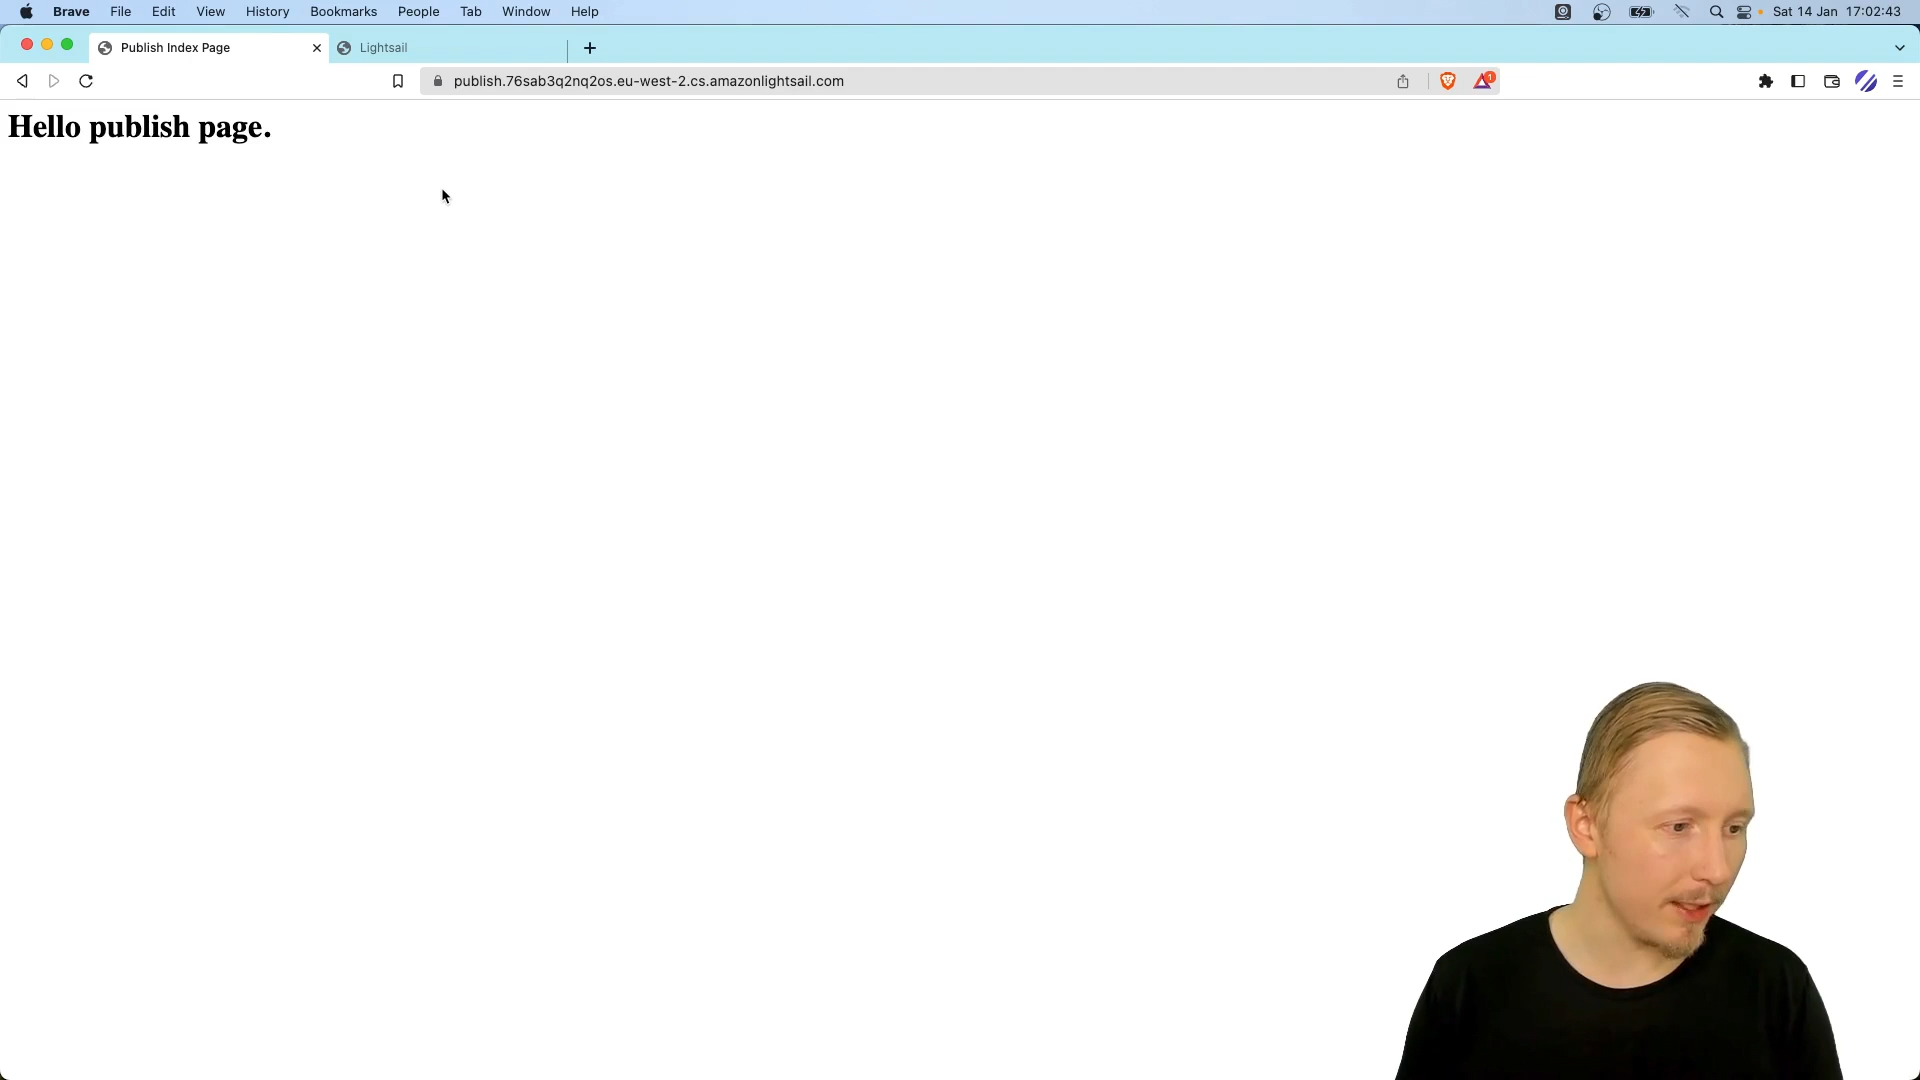 Brave File Edit View History Bookmarks People Tab Window Help Sat 14 Jan 17:02:43
Publish Index Page Lightsail
publish.76sab3q2nq2os.eu-west-2.cs.amazonlightsail.com 1
Hello publish page.